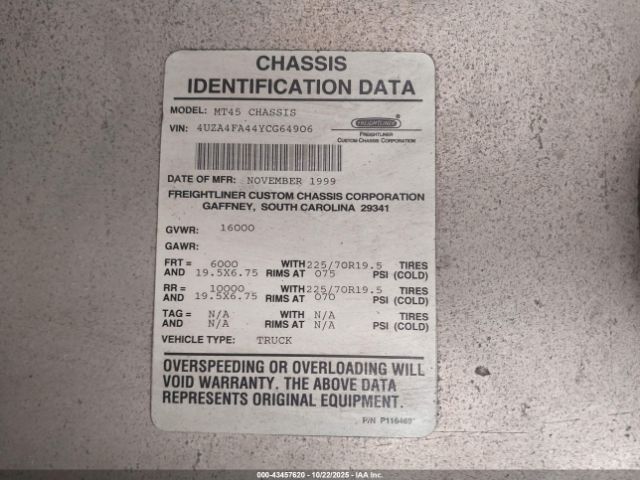 CHASSIS
IDENTIFICATION DATA
MODEL: MT45 CHASSIS
VIN: 4UZA4FA44YCG64906
FREIGHTLINER
FREIGHTLINER
CUSTOM CHASSIS CORPORATION
DATE OF MFR: NOVEMBER 1999
FREIGHTLINER CUSTOM CHASSIS CORPORATION
GAFFNEY, SOUTH CAROLINA 29341
GVWR: 16000
GAWR:
FRT = 6000 WITH 225/70R19.5 TIRES
AND 19.5X6.75 RIMS AT 075 PSI (COLD)
RR = 10000 WITH 225/70R19.5 TIRES
AND 19.5X6.75 RIMS AT 070 PSI (COLD)
TAG = N/A WITH N/A TIRES
AND N/A RIMS AT N/A PSI (COLD)
VEHICLE TYPE: TRUCK
OVERSPEEDING OR OVERLOADING WILL
VOID WARRANTY. THE ABOVE DATA
REPRESENTS ORIGINAL EQUIPMENT.
P/N
000-43457620 - 10/22/2025 - IAA Inc.